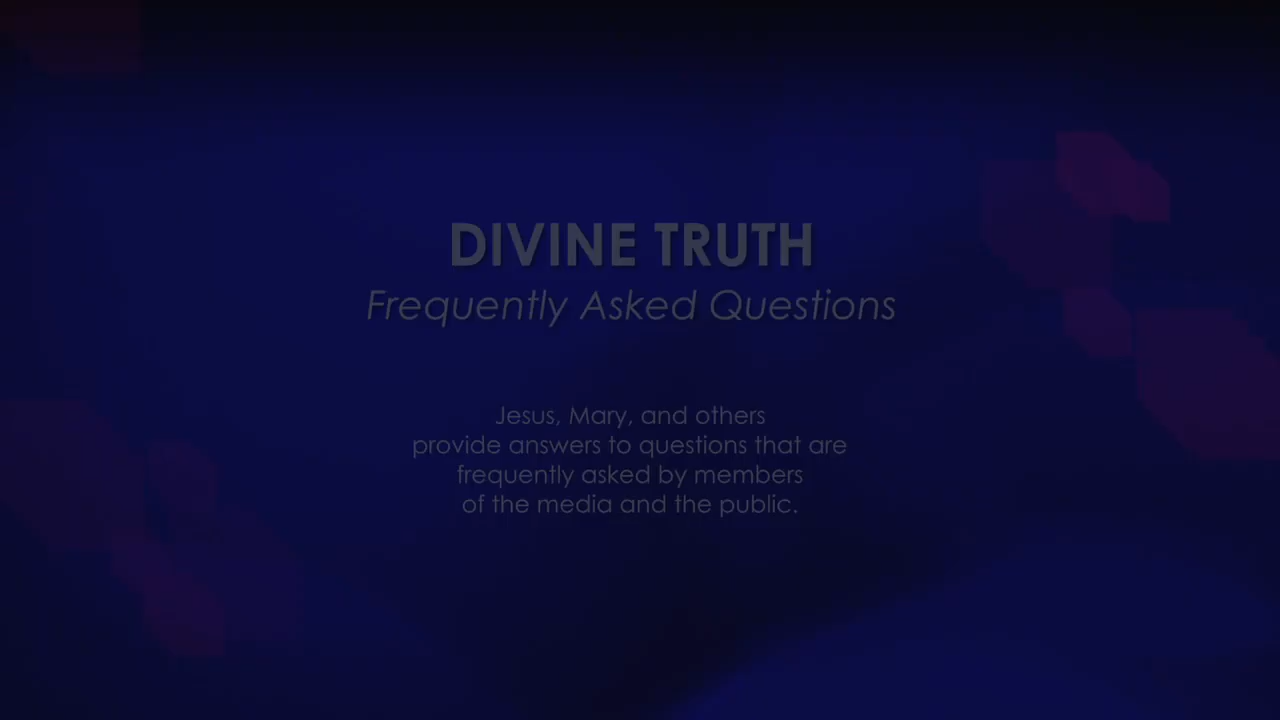 DIVINE TRUTH
Frequently Asked Questions
Jesus, Mary, and others
provide answers to questions that are
frequently asked by members
of the media and the public.